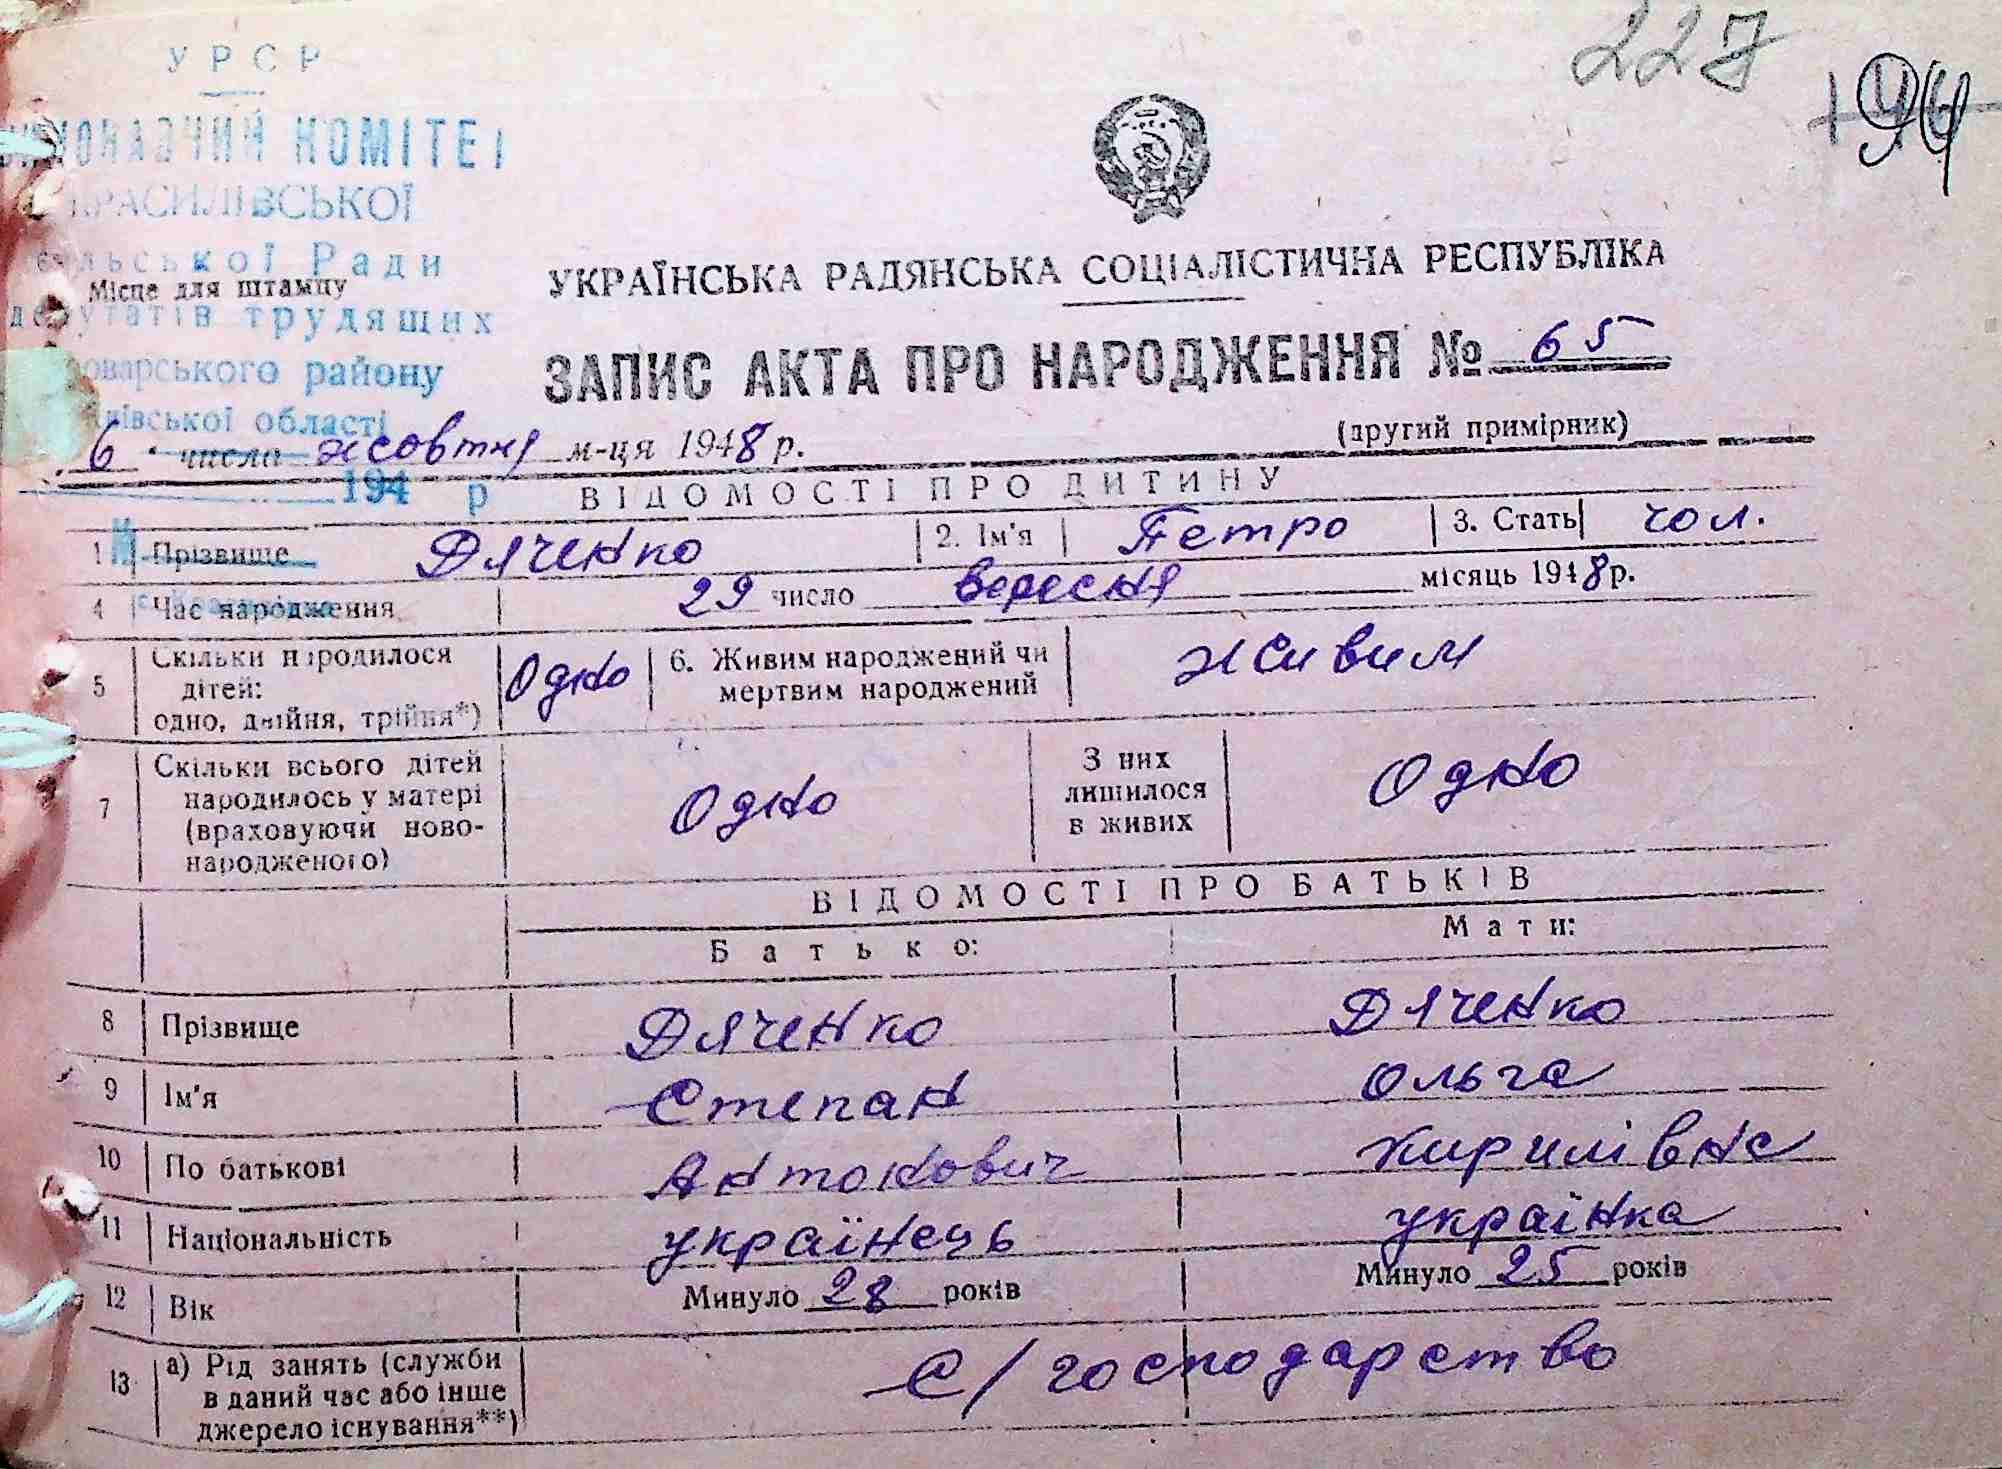 УРСР
ВИКОНАВЧИЙ КОМІТЕТ
КРАСИЛІВСЬКОЇ
сільської Ради
Місце для штампу
депутатів трудящих
Броварського району
Київської області
194 р
227
94
УКРАЇНСЬКА РАДЯНСЬКА СОЦІАЛІСТИЧНА РЕСПУБЛІКА
ЗАПИС АКТА ПРО НАРОДЖЕННЯ № 65
(другий примірник)
6 числа жовтня м-ця 1948 р.
ВІДОМОСТІ ПРО ДИТИНУ
1 Прізвище Дяченко 2. Ім'я Петро 3. Стать чол.
4 Час народження 29 число вересня місяць 1948 р.
5 Скільки народилося дітей: одно, двійня, трійня*) Одно 6. Живим народжений чи мертвим народжений живим
7 Скільки всього дітей народилось у матері (враховуючи ново-народженого) Одно З них лишилося в живих Одно
ВІДОМОСТІ ПРО БАТЬКІВ
Батько: Мати:
8 Прізвище Дяченко Дяченко
9 Ім'я Степан Ольга
10 По батькові Антонович Кирилівна
11 Національність українець українка
12 Вік Минуло 28 років Минуло 25 років
13 а) Рід занять (служби в даний час або інше джерело існування**) С/господарство